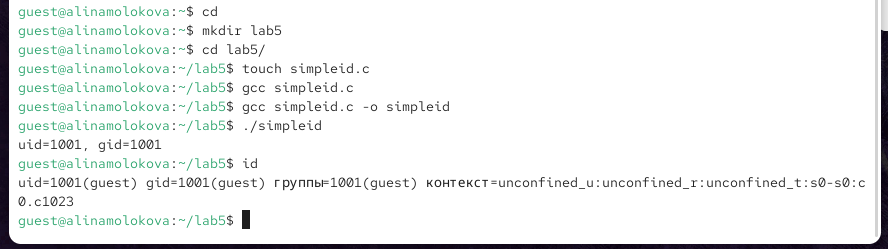 guest@alinamolokova:~$ cd
guest@alinamolokova:~$ mkdir lab5
guest@alinamolokova:~$ cd lab5/
guest@alinamolokova:~/lab5$ touch simpleid.c
guest@alinamolokova:~/lab5$ gcc simpleid.c
guest@alinamolokova:~/lab5$ gcc simpleid.c -o simpleid
guest@alinamolokova:~/lab5$ ./simpleid
uid=1001, gid=1001
guest@alinamolokova:~/lab5$ id
uid=1001(guest) gid=1001(guest) группы=1001(guest) контекст=unconfined_u:unconfined_r:unconfined_t:s0-s0:c
0.c1023
guest@alinamolokova:~/lab5$